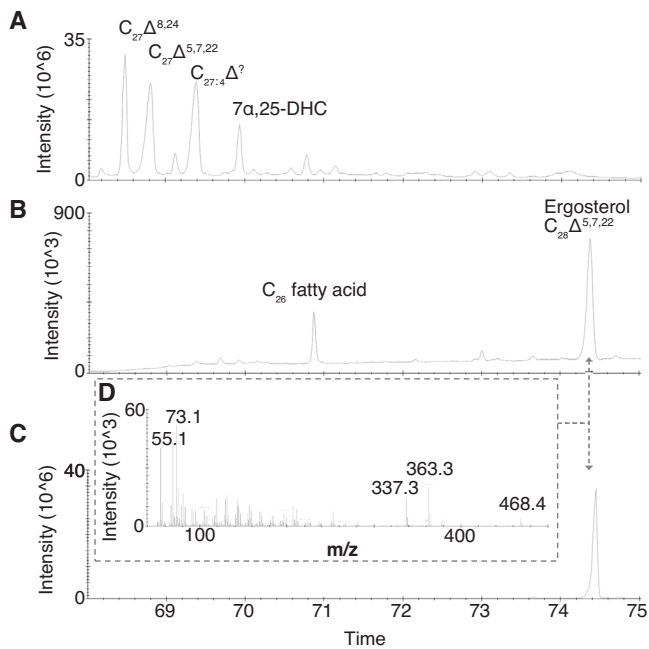 A
C₂₇Δ⁸,²⁴
C₂₇Δ⁵,⁷,²²
C₂₇:₄Δ?
7α,25-DHC
35
0
Intensity (10^6)
B
900
0
Intensity (10^3)
C₂₆ fatty acid
Ergosterol
C₂₈Δ⁵,⁷,²²
D
60
0
Intensity (10^3)
73.1
55.1
337.3
363.3
468.4
100
400
m/z
C
40
0
Intensity (10^6)
69 70 71 72 73 74 75
Time